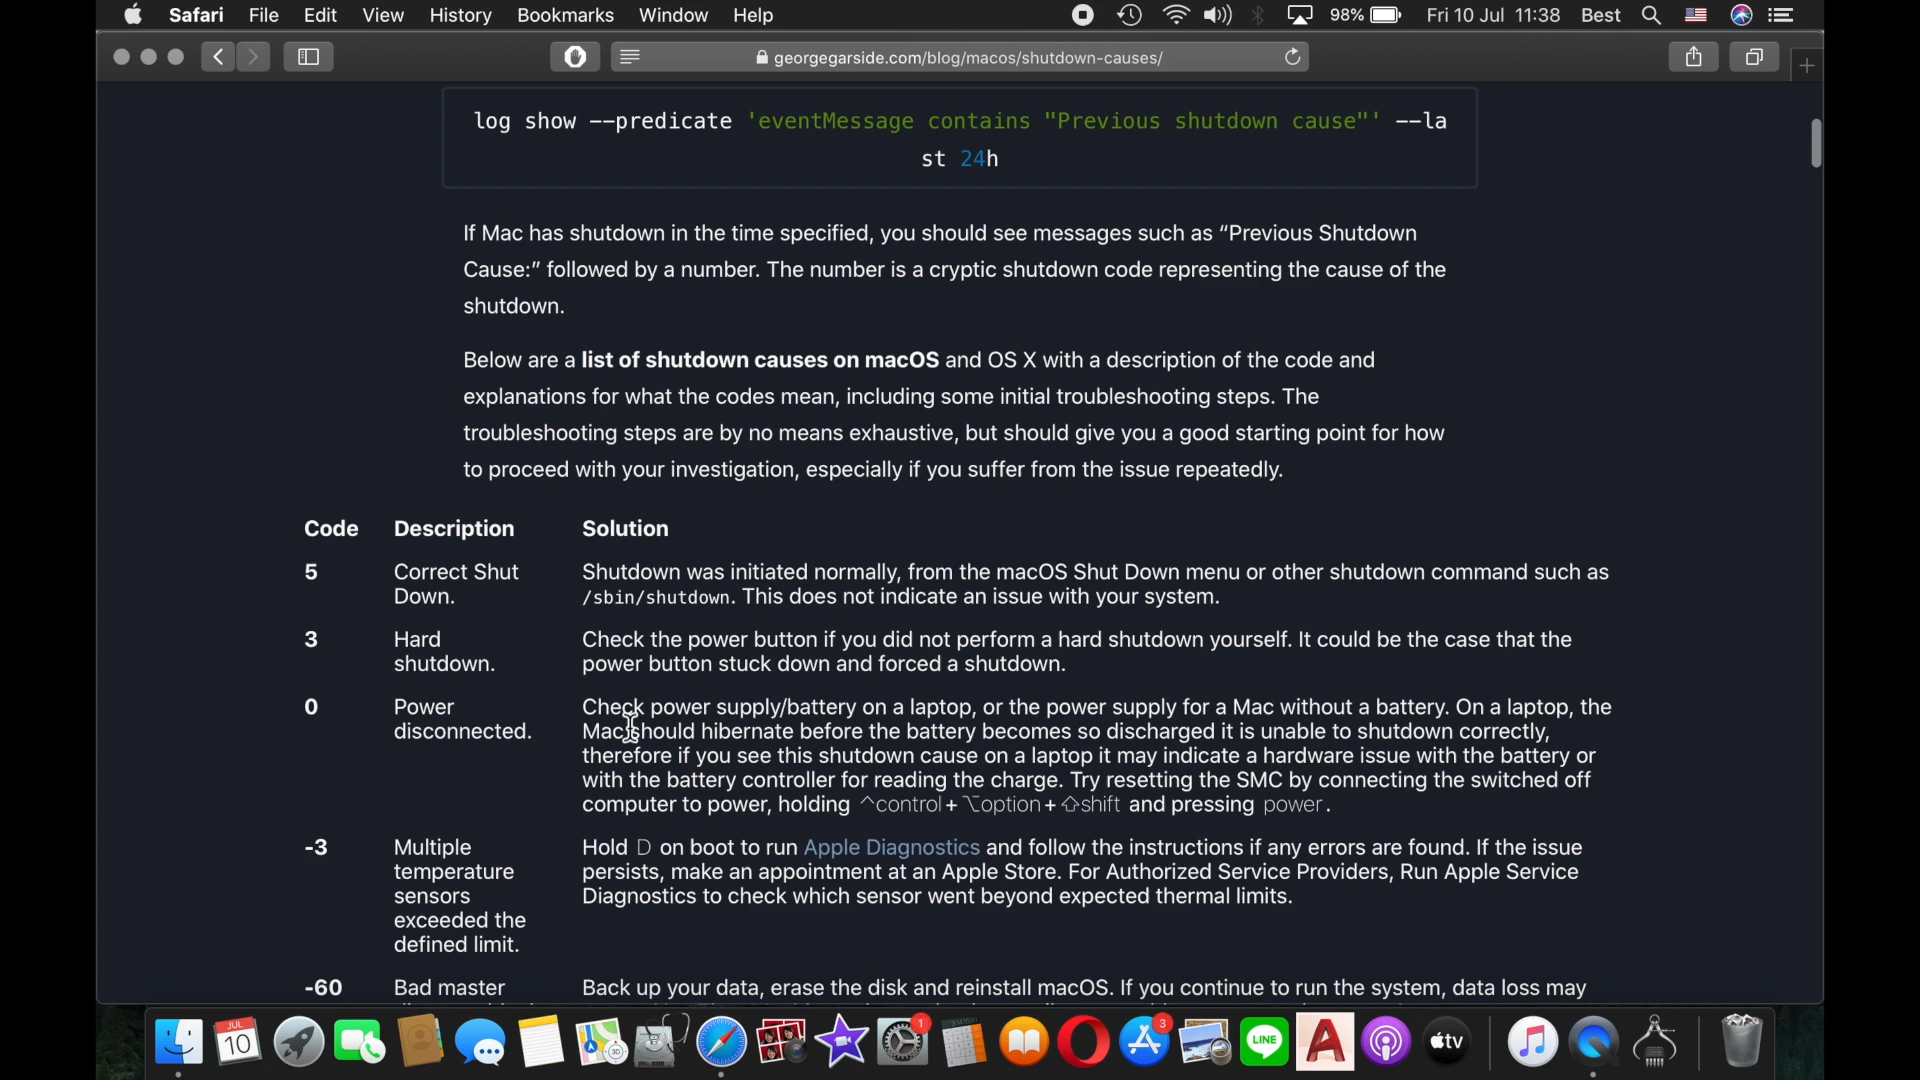 Safari File Edit View History Bookmarks Window Help 98% Fri 10 Jul 11:38 Best
georgegarside.com/blog/macos/shutdown-causes/
log show --predicate 'eventMessage contains "Previous shutdown cause"' --la
st 24h
If Mac has shutdown in the time specified, you should see messages such as “Previous Shutdown
Cause:” followed by a number. The number is a cryptic shutdown code representing the cause of the
shutdown.
Below are a list of shutdown causes on macOS and OS X with a description of the code and
explanations for what the codes mean, including some initial troubleshooting steps. The
troubleshooting steps are by no means exhaustive, but should give you a good starting point for how
to proceed with your investigation, especially if you suffer from the issue repeatedly.
Code Description Solution
5 Correct Shut Shutdown was initiated normally, from the macOS Shut Down menu or other shutdown command such as
Down. /sbin/shutdown. This does not indicate an issue with your system.
3 Hard Check the power button if you did not perform a hard shutdown yourself. It could be the case that the
shutdown. power button stuck down and forced a shutdown.
0 Power Check power supply/battery on a laptop, or the power supply for a Mac without a battery. On a laptop, the
disconnected. Mac should hibernate before the battery becomes so discharged it is unable to shutdown correctly,
therefore if you see this shutdown cause on a laptop it may indicate a hardware issue with the battery or
with the battery controller for reading the charge. Try resetting the SMC by connecting the switched off
computer to power, holding ⌃control+⌥option+⇧shift and pressing power.
-3 Multiple Hold D on boot to run Apple Diagnostics and follow the instructions if any errors are found. If the issue
temperature persists, make an appointment at an Apple Store. For Authorized Service Providers, Run Apple Service
sensors Diagnostics to check which sensor went beyond expected thermal limits.
exceeded the
defined limit.
-60 Bad master Back up your data, erase the disk and reinstall macOS. If you continue to run the system, data loss may
JUL
10
3D
1
3
LINE
tv